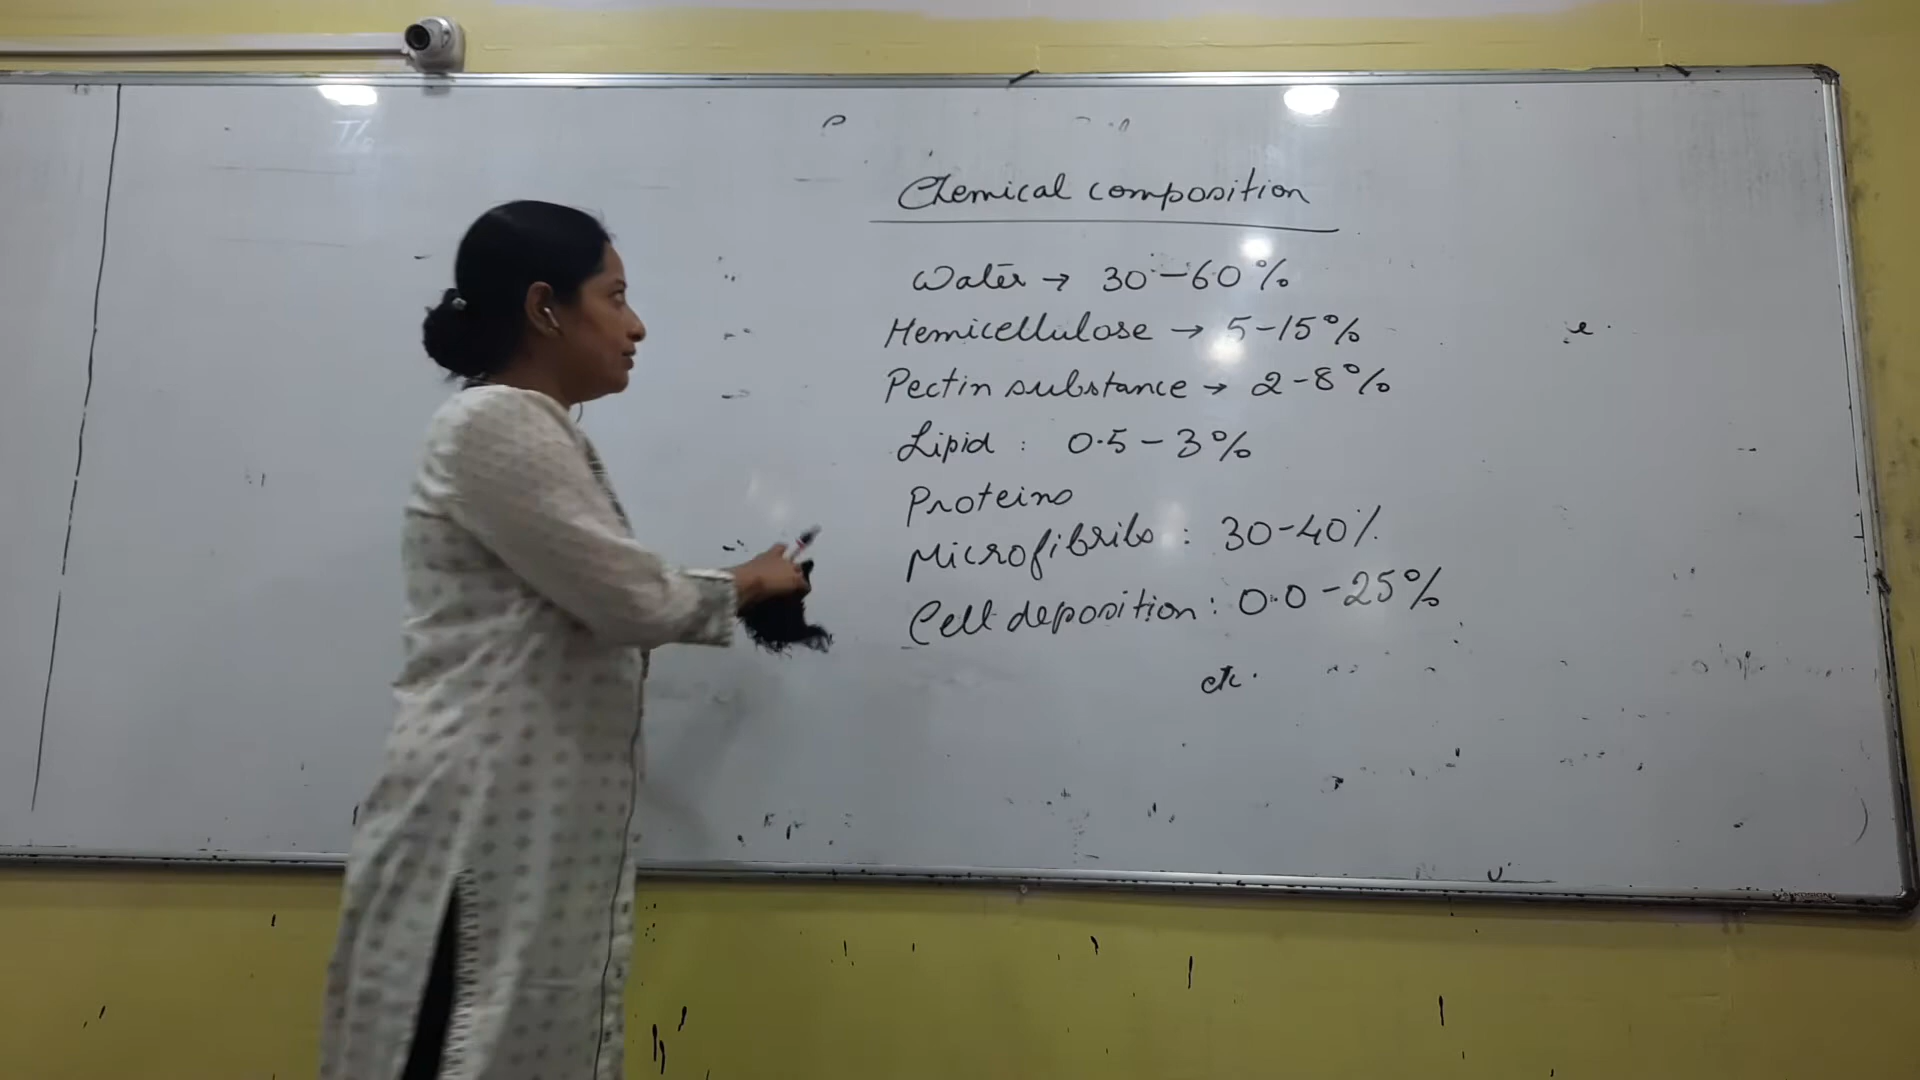 Chemical composition
Water → 30-60%
Hemicellulose → 5-15%
Pectin substance → 2-8%
Lipid : 0.5-3%
Proteins
Microfibrils : 30-40%
Cell deposition : 0.0-25%
etc.